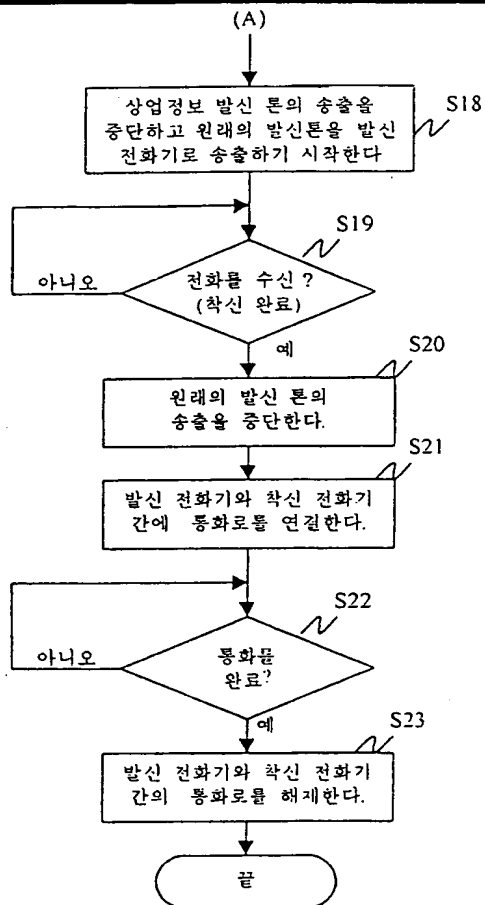 (A)
상업정보 발신 톤의 송출을
중단하고 원래의 발신톤을 발신
전화기로 송출하기 시작한다
S18
S19
전화를 수신?
(착신 완료)
아니오
예
S20
원래의 발신 톤의
송출을 중단한다.
S21
발신 전화기와 착신 전화기
간에 통화로를 연결한다.
S22
통화를
완료?
아니오
예
S23
발신 전화기와 착신 전화기
간의 통화로를 해제한다.
끝